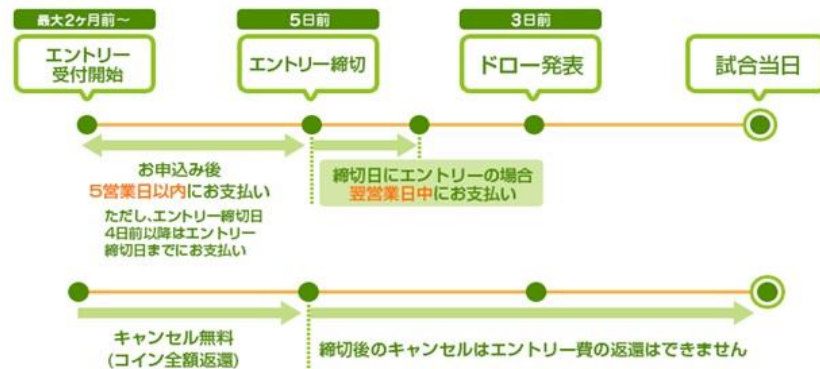 最大2ヶ月前～
5日前
3日前
エントリー
受付開始
エントリー締切
ドロー発表
試合当日
お申込み後
5営業日以内にお支払い
ただし、エントリー締切日
4日前以降はエントリー
締切日までにお支払い
締切日にエントリーの場合
翌営業日中にお支払い
キャンセル無料
(コイン全額返還)
締切後のキャンセルはエントリー費の返還はできません